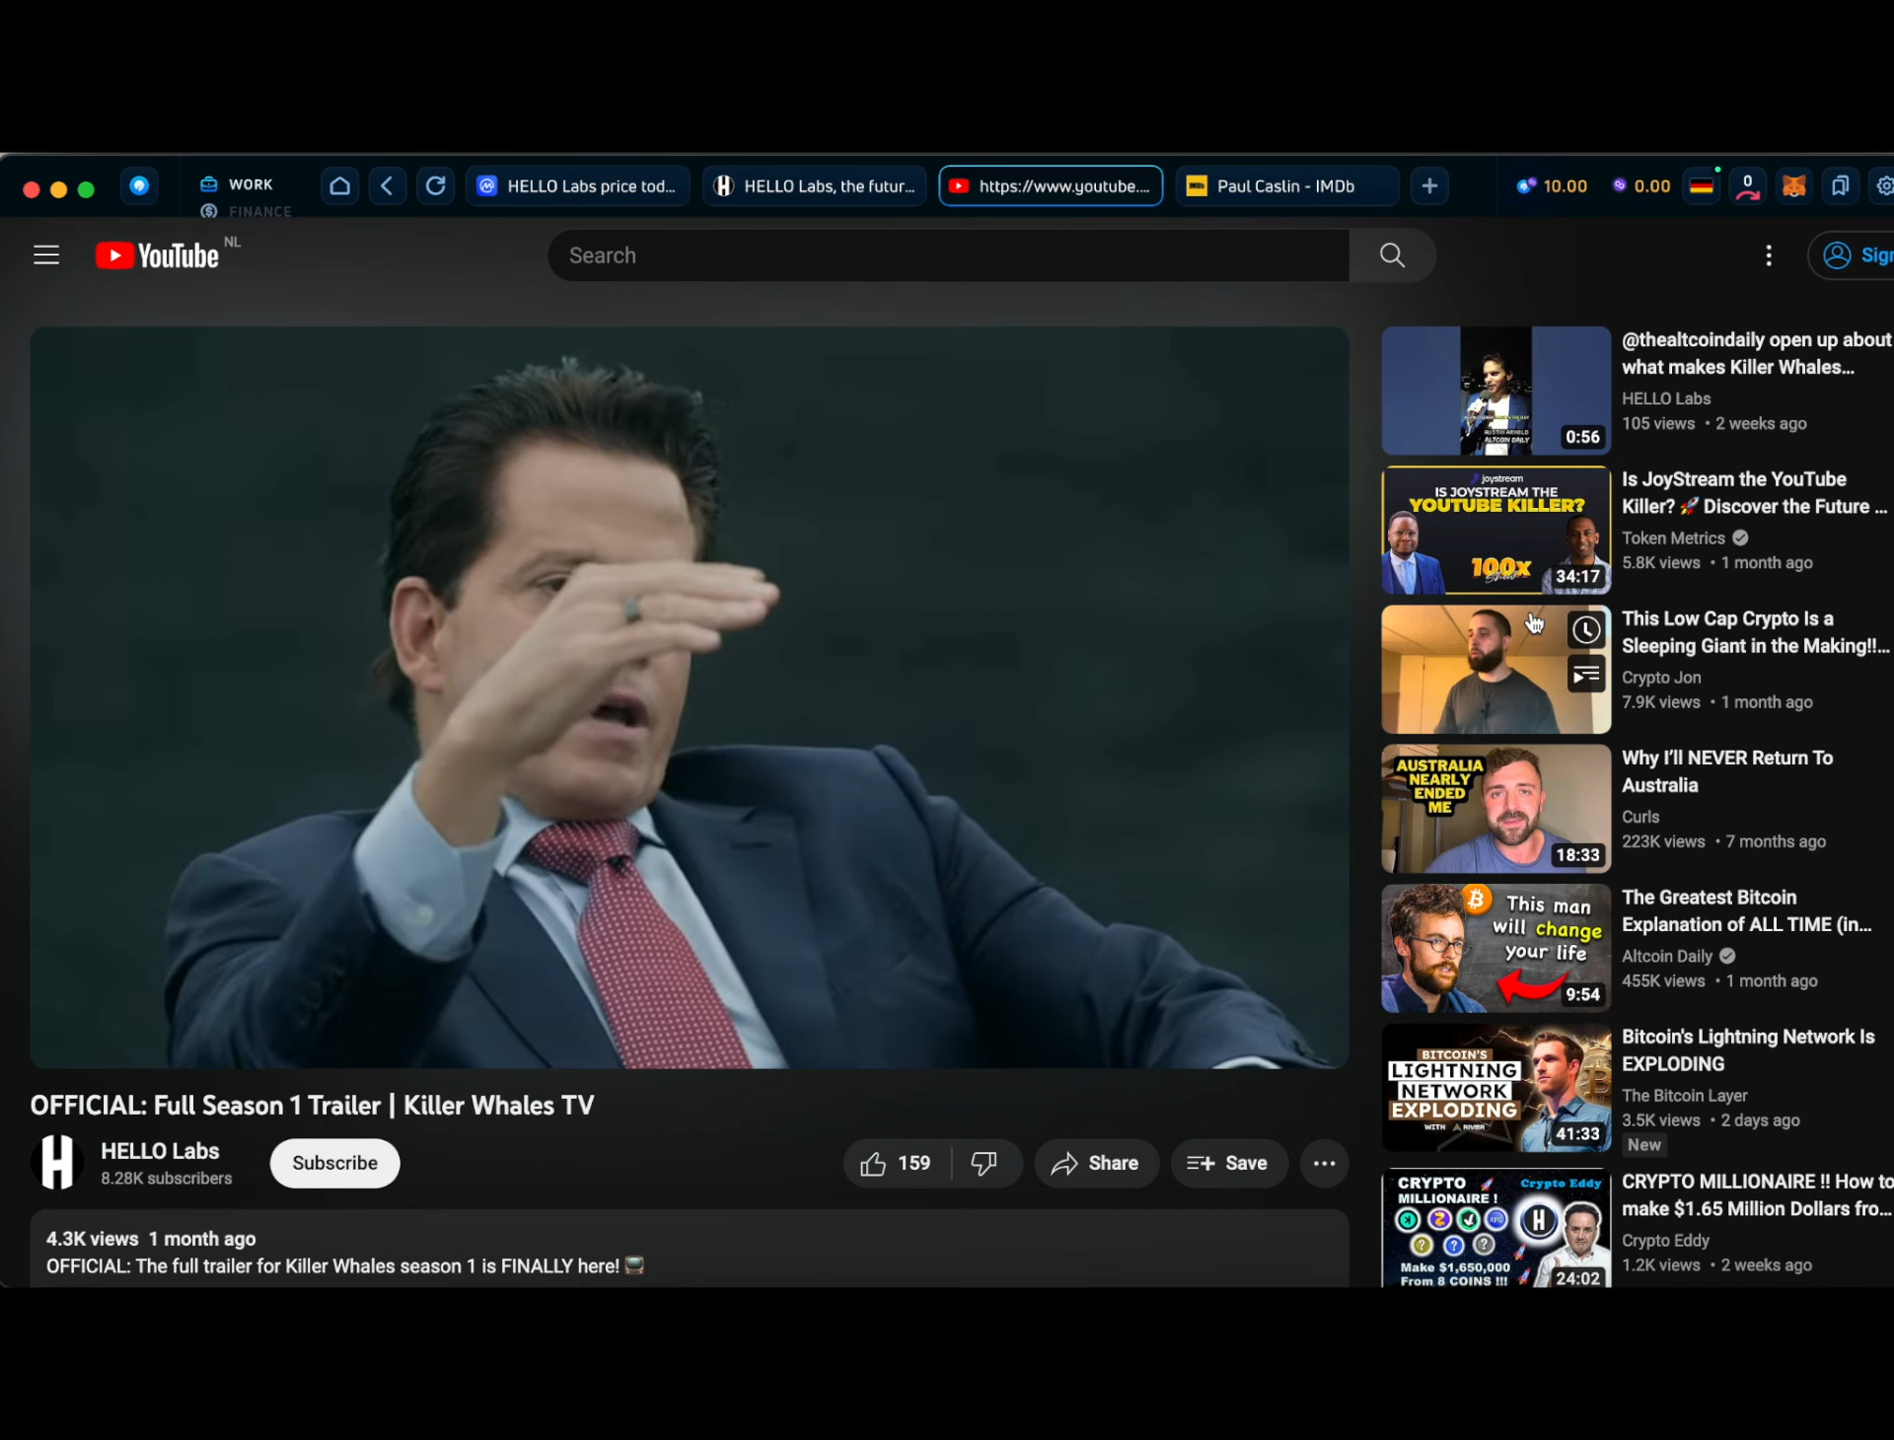 WORK
FINANCE
HELLO Labs price tod...
HELLO Labs, the futur...
https://www.youtube....
Paul Caslin - IMDb
10.00
0.00
0
YouTube NL
Search
Sign
OFFICIAL: Full Season 1 Trailer | Killer Whales TV
HELLO Labs
8.28K subscribers
Subscribe
159
Share
Save
4.3K views 1 month ago
OFFICIAL: The full trailer for Killer Whales season 1 is FINALLY here! 📺
AUSTIN ARNOLD
ALTCOIN DAILY
0:56
@thealtcoindaily open up about
what makes Killer Whales...
HELLO Labs
105 views • 2 weeks ago
joystream
IS JOYSTREAM THE
YOUTUBE KILLER?
100x
34:17
Is JoyStream the YouTube
Killer? 🚀 Discover the Future ...
Token Metrics
5.8K views • 1 month ago
This Low Cap Crypto Is a
Sleeping Giant in the Making!!...
Crypto Jon
7.9K views • 1 month ago
AUSTRALIA
NEARLY
ENDED
ME
18:33
Why I'll NEVER Return To
Australia
Curls
223K views • 7 months ago
This man
will change
your life
9:54
The Greatest Bitcoin
Explanation of ALL TIME (in...
Altcoin Daily
455K views • 1 month ago
BITCOIN'S
LIGHTNING
NETWORK
EXPLODING
WITH RIVER
41:33
Bitcoin's Lightning Network Is
EXPLODING
The Bitcoin Layer
3.5K views • 2 days ago
New
CRYPTO
MILLIONAIRE !
Crypto Eddy
Make $1,650,000
From 8 COINS !!!
24:02
CRYPTO MILLIONAIRE !! How to
make $1.65 Million Dollars fro...
Crypto Eddy
1.2K views • 2 weeks ago